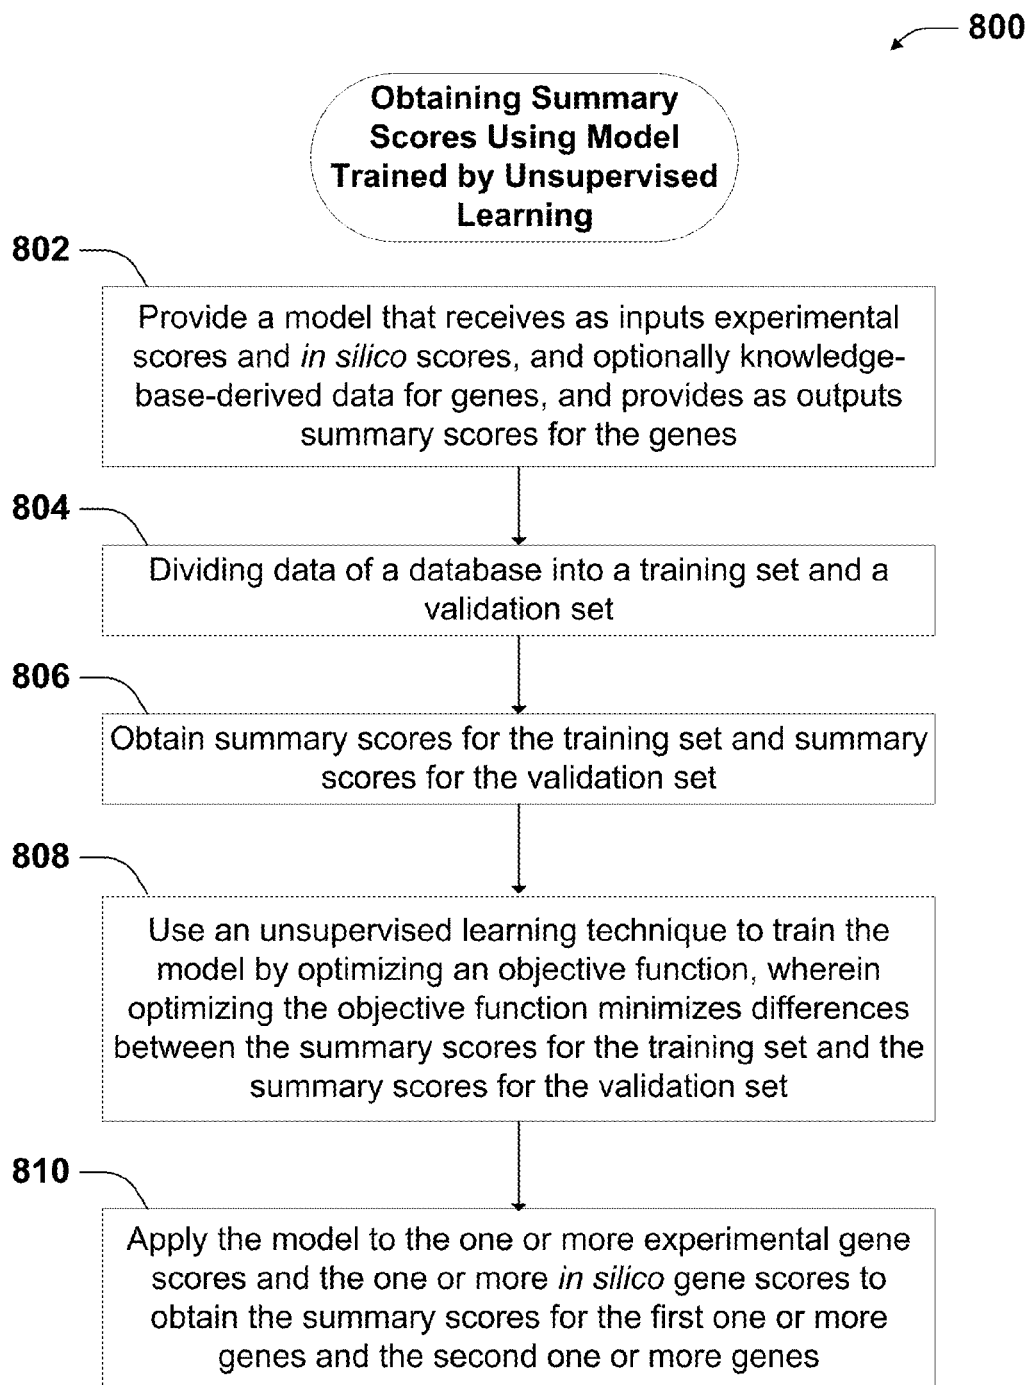 800
Obtaining Summary
Scores Using Model
Trained by Unsupervised
Learning
802
Provide a model that receives as inputs experimental
scores and in silico scores, and optionally knowledge-
base-derived data for genes, and provides as outputs
summary scores for the genes
804
Dividing data of a database into a training set and a
validation set
806
Obtain summary scores for the training set and summary
scores for the validation set
808
Use an unsupervised learning technique to train the
model by optimizing an objective function, wherein
optimizing the objective function minimizes differences
between the summary scores for the training set and the
summary scores for the validation set
810
Apply the model to the one or more experimental gene
scores and the one or more in silico gene scores to
obtain the summary scores for the first one or more
genes and the second one or more genes